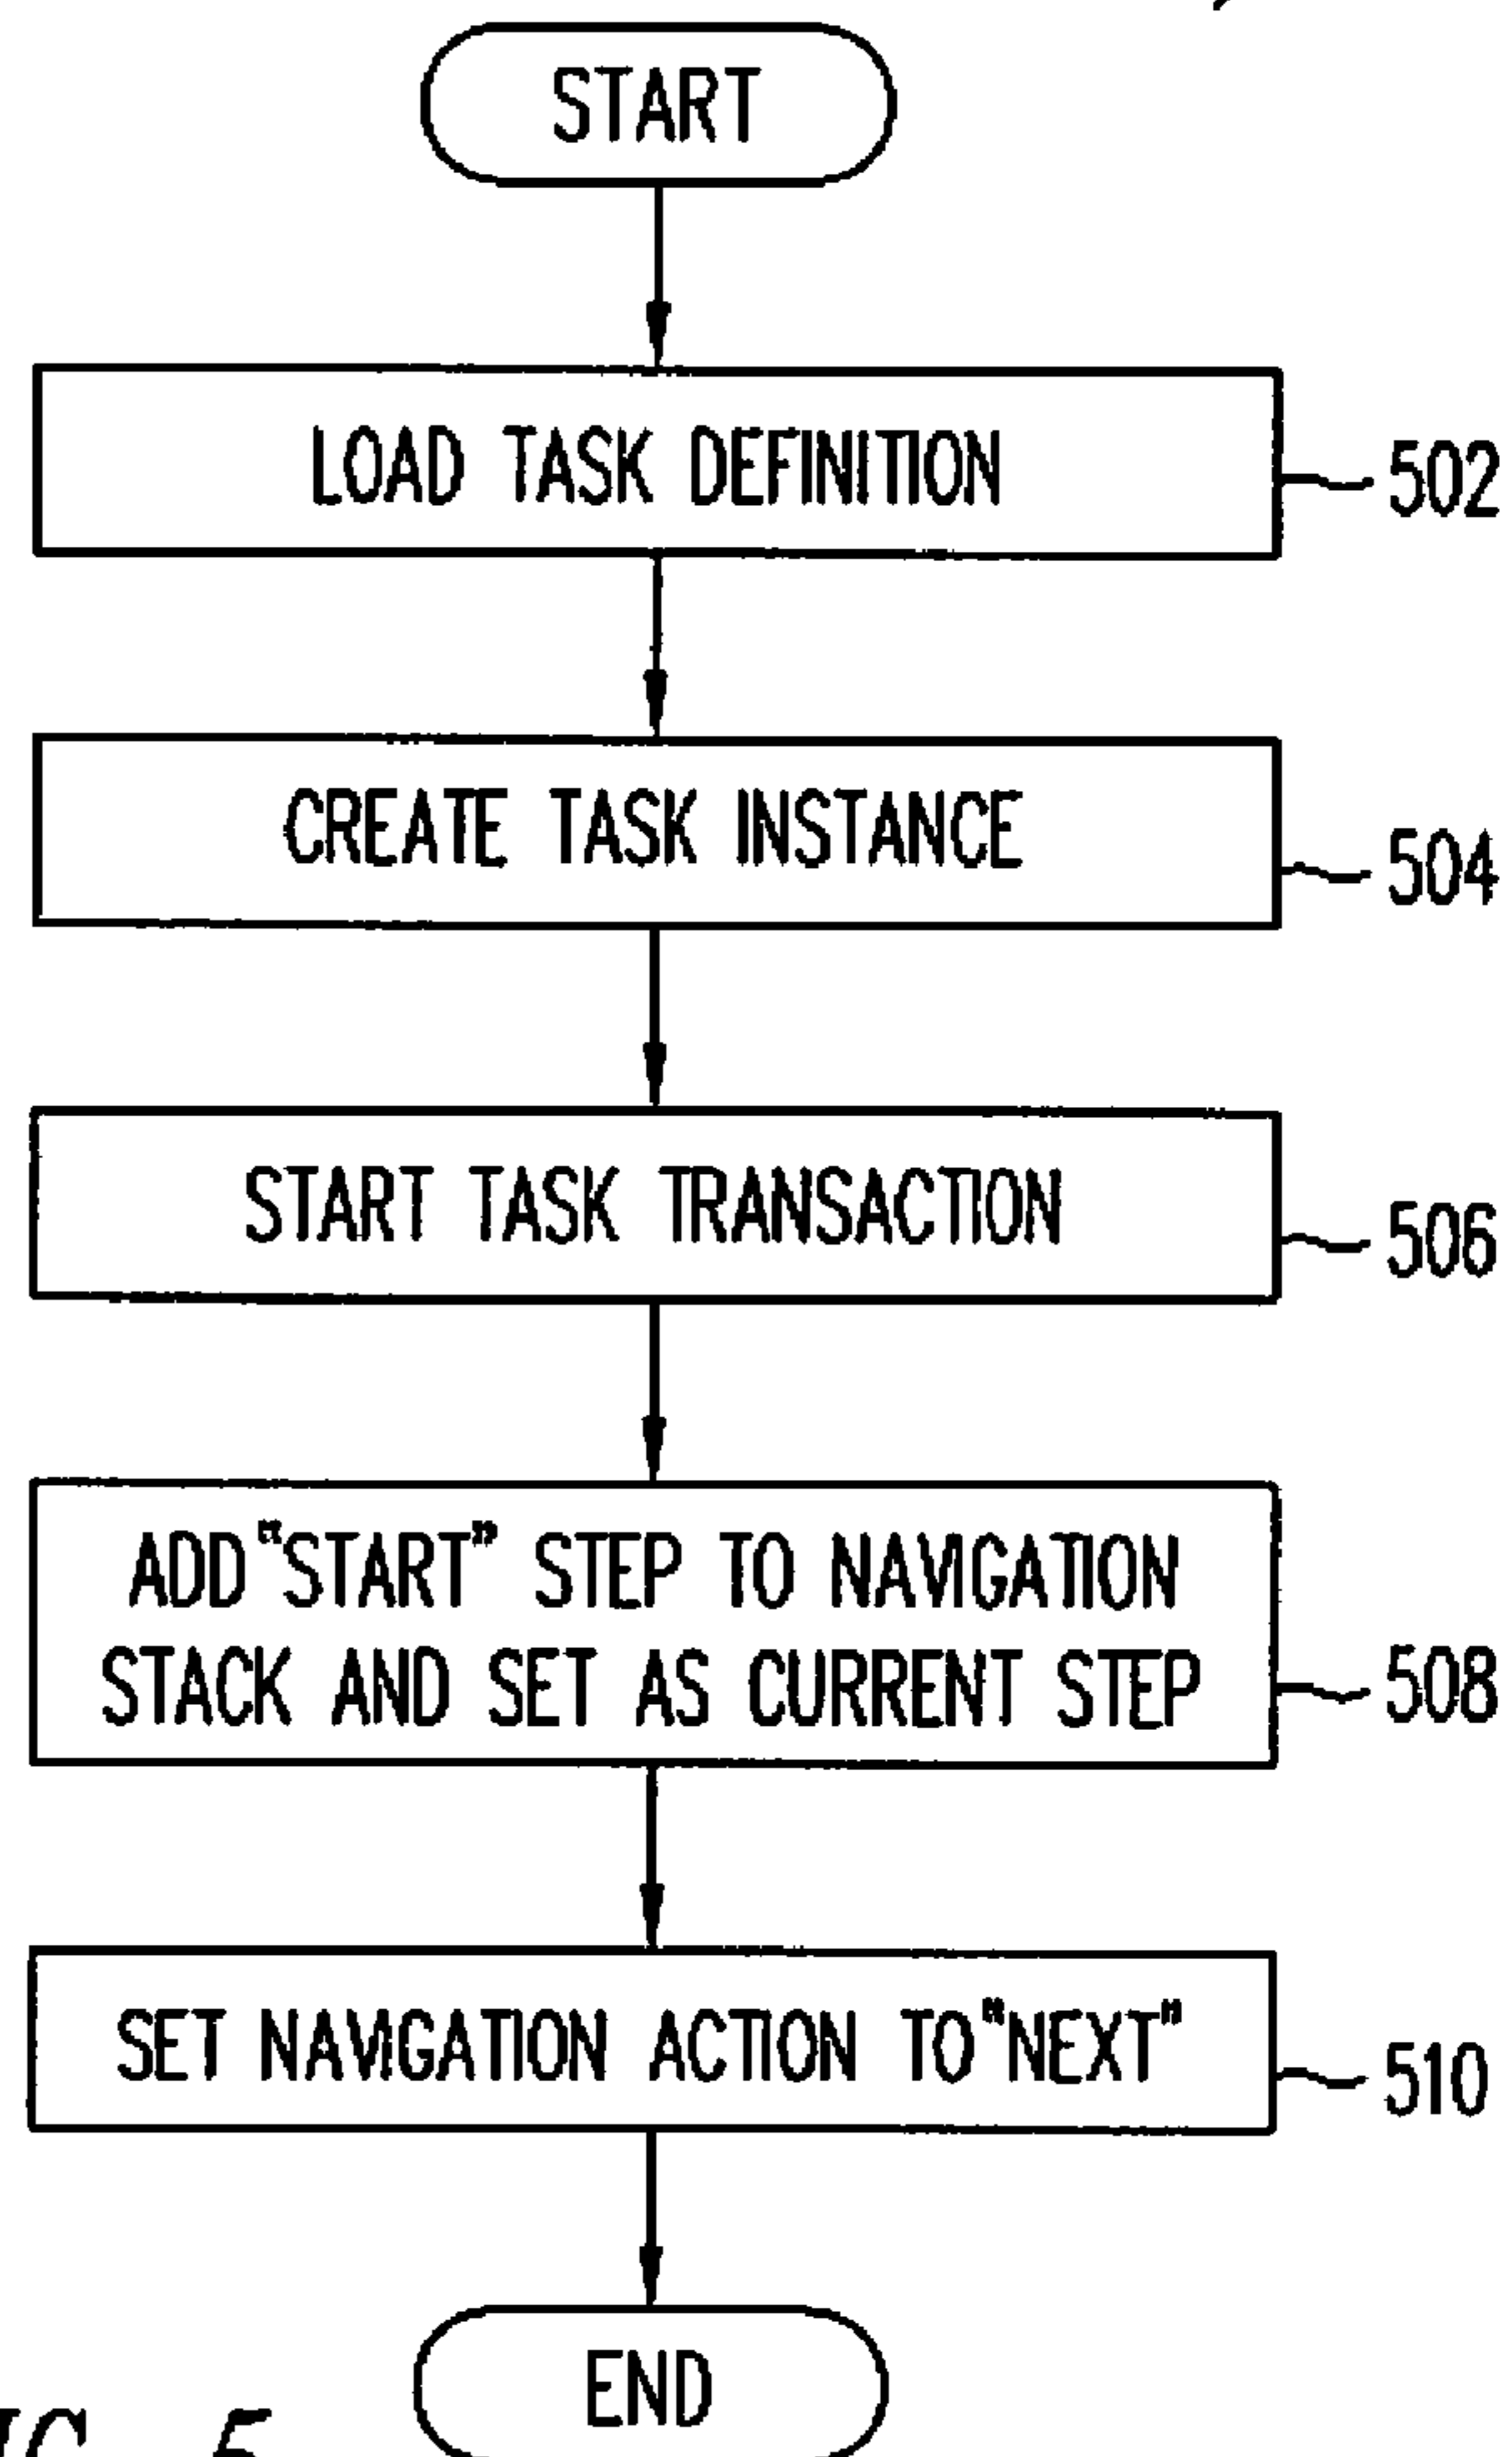 START
LOAD TASK DEFINITION
502
CREATE TASK INSTANCE
504
START TASK TRANSACTION
506
ADD "START" STEP TO NAVIGATION
STACK AND SET AS CURRENT STEP
508
SET NAVIGATION ACTION TO "NEXT"
510
END